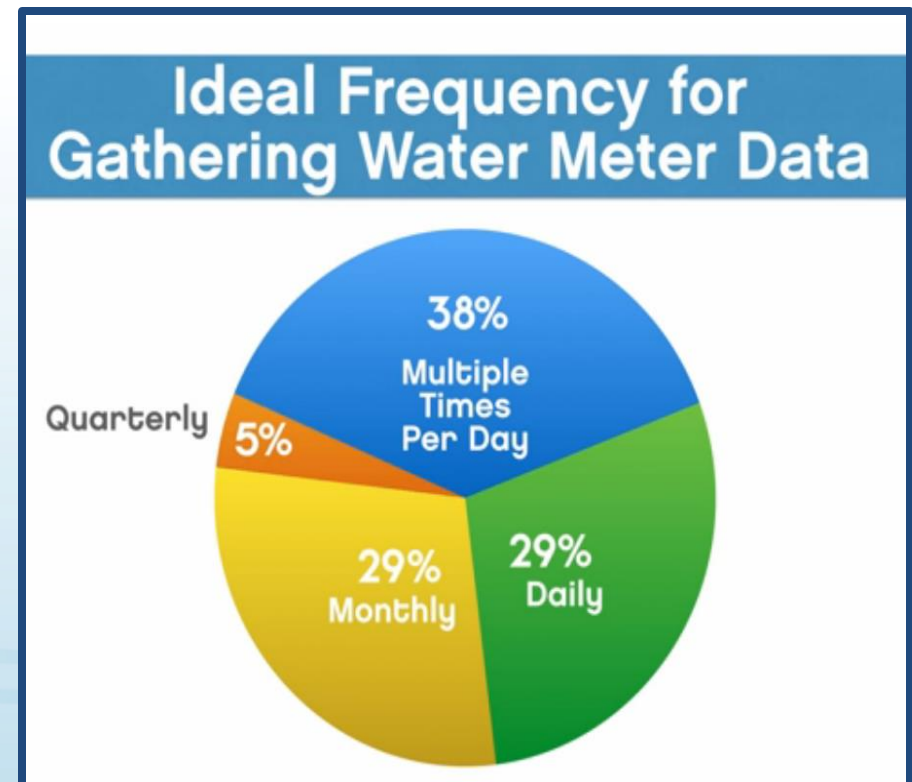 Ideal Frequency for
Gathering Water Meter Data
38%
Multiple
Times
Per Day
Quarterly
5%
29%
Monthly
29%
Daily